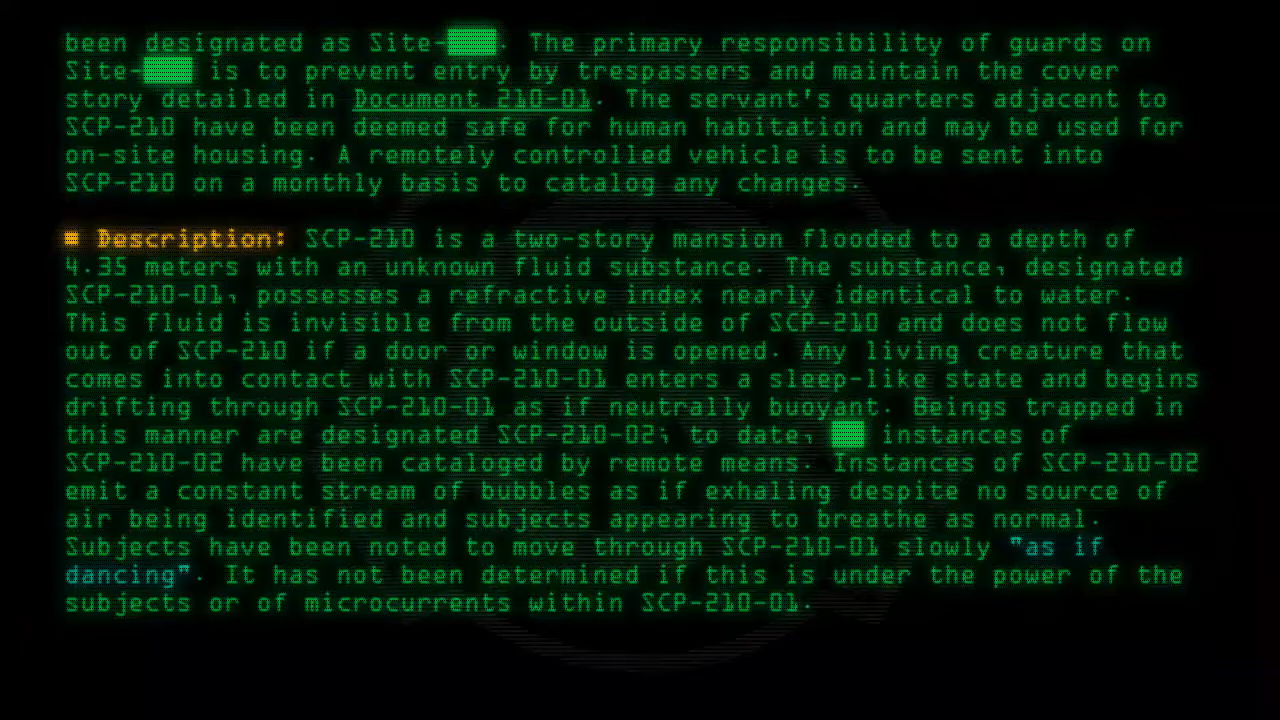 been designated as Site-███. The primary responsibility of guards on
Site-███ is to prevent entry by trespassers and maintain the cover
story detailed in Document 210-01. The servant's quarters adjacent to
SCP-210 have been deemed safe for human habitation and may be used for
on-site housing. A remotely controlled vehicle is to be sent into
SCP-210 on a monthly basis to catalog any changes.
■ Description: SCP-210 is a two-story mansion flooded to a depth of
4.35 meters with an unknown fluid substance. The substance, designated
SCP-210-01, possesses a refractive index nearly identical to water.
This fluid is invisible from the outside of SCP-210 and does not flow
out of SCP-210 if a door or window is opened. Any living creature that
comes into contact with SCP-210-01 enters a sleep-like state and begins
drifting through SCP-210-01 as if neutrally buoyant. Beings trapped in
this manner are designated SCP-210-02; to date, ██ instances of
SCP-210-02 have been cataloged by remote means. Instances of SCP-210-02
emit a constant stream of bubbles as if exhaling despite no source of
air being identified and subjects appearing to breathe as normal.
Subjects have been noted to move through SCP-210-01 slowly "as if
dancing". It has not been determined if this is under the power of the
subjects or of microcurrents within SCP-210-01.